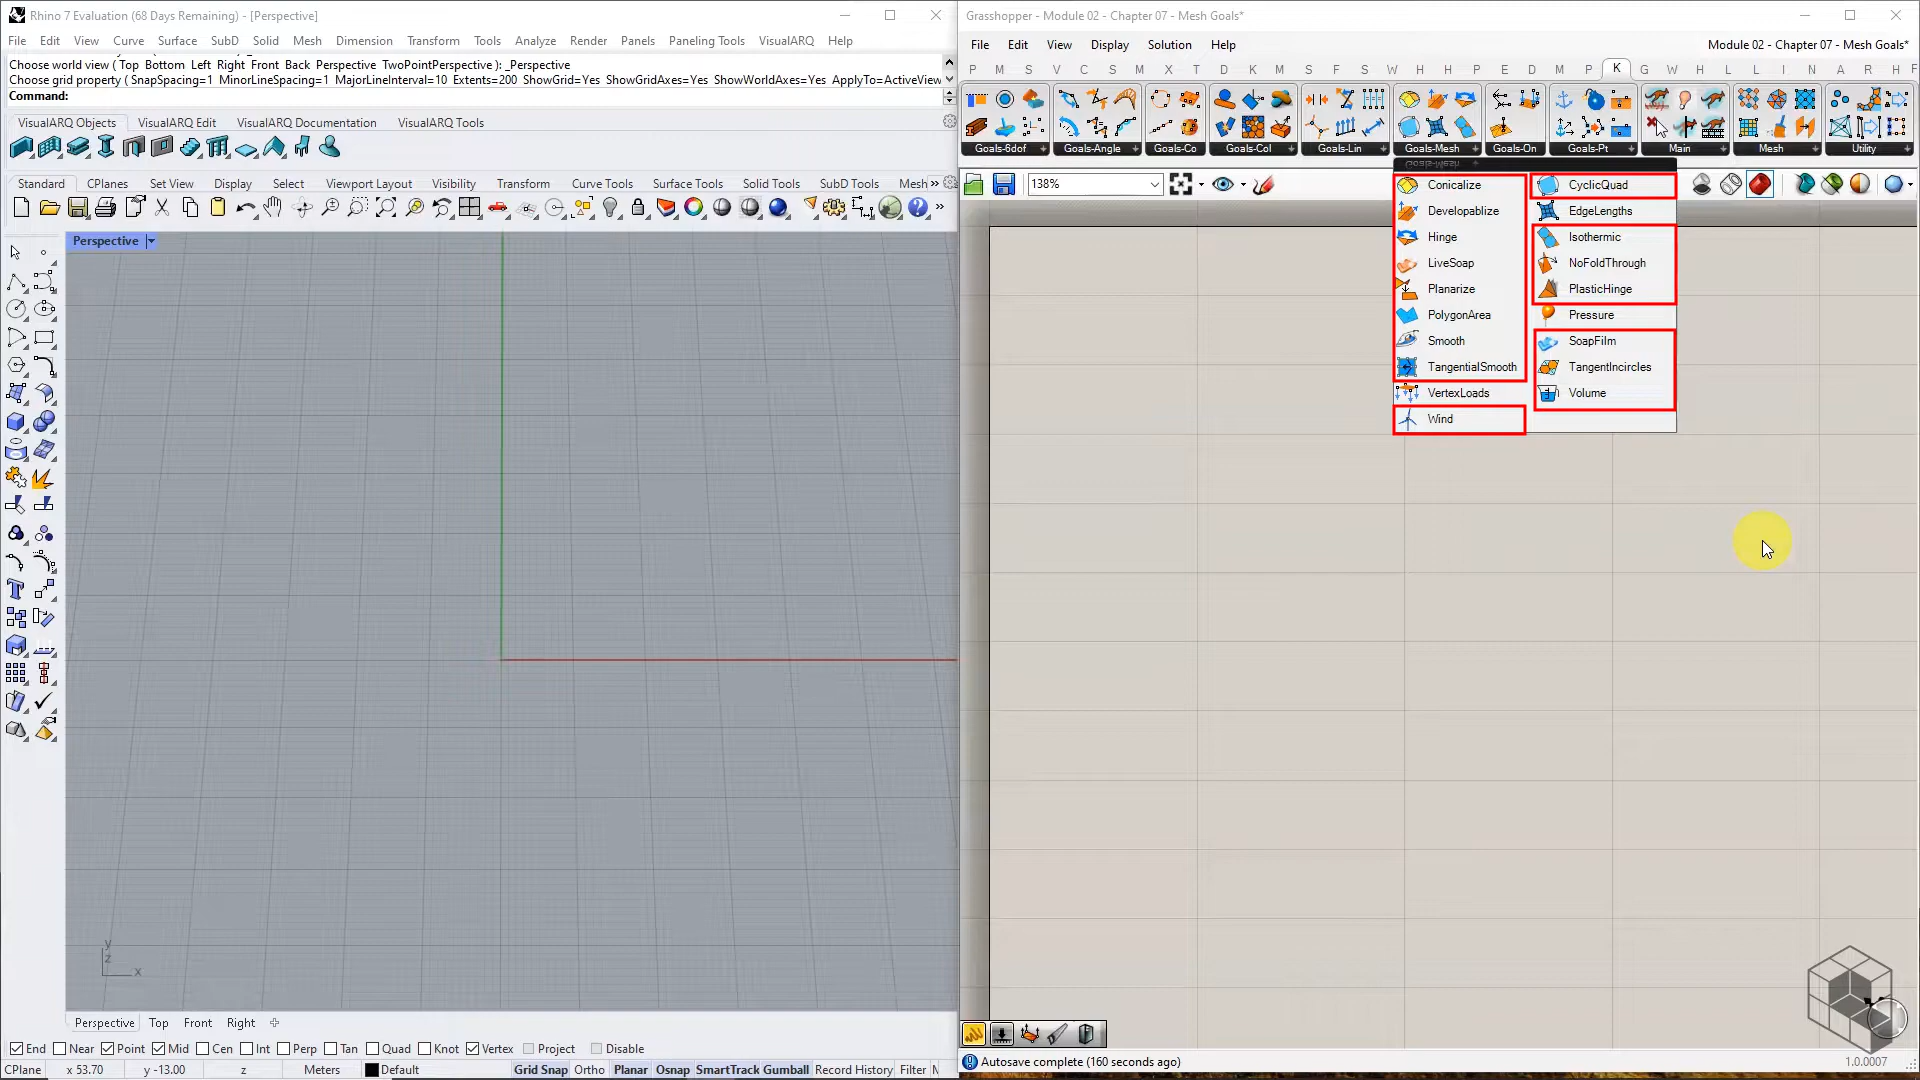 Rhino 7 Evaluation (68 Days Remaining) - [Perspective]
File Edit View Curve Surface SubD Solid Mesh Dimension Transform Tools Analyze Render Panels Paneling Tools VisualARQ Help
Choose world view ( Top Bottom Left Right Front Back Perspective TwoPointPerspective ): _Perspective
Choose grid property ( SnapSpacing=1 MinorLineSpacing=1 MajorLineInterval=10 Extents=200 ShowGrid=Yes ShowGridAxes=Yes ShowWorldAxes=Yes ApplyTo=ActiveView
Command:
VisualARQ Objects VisualARQ Edit VisualARQ Documentation VisualARQ Tools
Standard CPlanes Set View Display Select Viewport Layout Visibility Transform Curve Tools Surface Tools Solid Tools SubD Tools Mesh »
Perspective
y
z
x
Perspective Top Front Right
End Near Point Mid Cen Int Perp Tan Quad Knot Vertex Project Disable
CPlane x 53.70 y -13.00 z Meters Default Grid Snap Ortho Planar Osnap SmartTrack Gumball Record History Filter M
Grasshopper - Module 02 - Chapter 07 - Mesh Goals*
File Edit View Display Solution Help Module 02 - Chapter 07 - Mesh Goals*
P M S V C I S M X T D C M S F S W H H P E D M P K G W H L L I N A R H F
Goals-6dof Goals-Angle Goals-Co Goals-Col Goals-Lin Goals-Mesh Goals-On Goals-Pt Main Mesh Utility
138%
Conicalize CyclicQuad
Developablize EdgeLengths
Hinge Isothermic
LiveSoap NoFoldThrough
Planarize PlasticHinge
PolygonArea Pressure
Smooth SoapFilm
TangentialSmooth TangentIncircles
VertexLoads Volume
Wind
Autosave complete (160 seconds ago)
1.0.0007